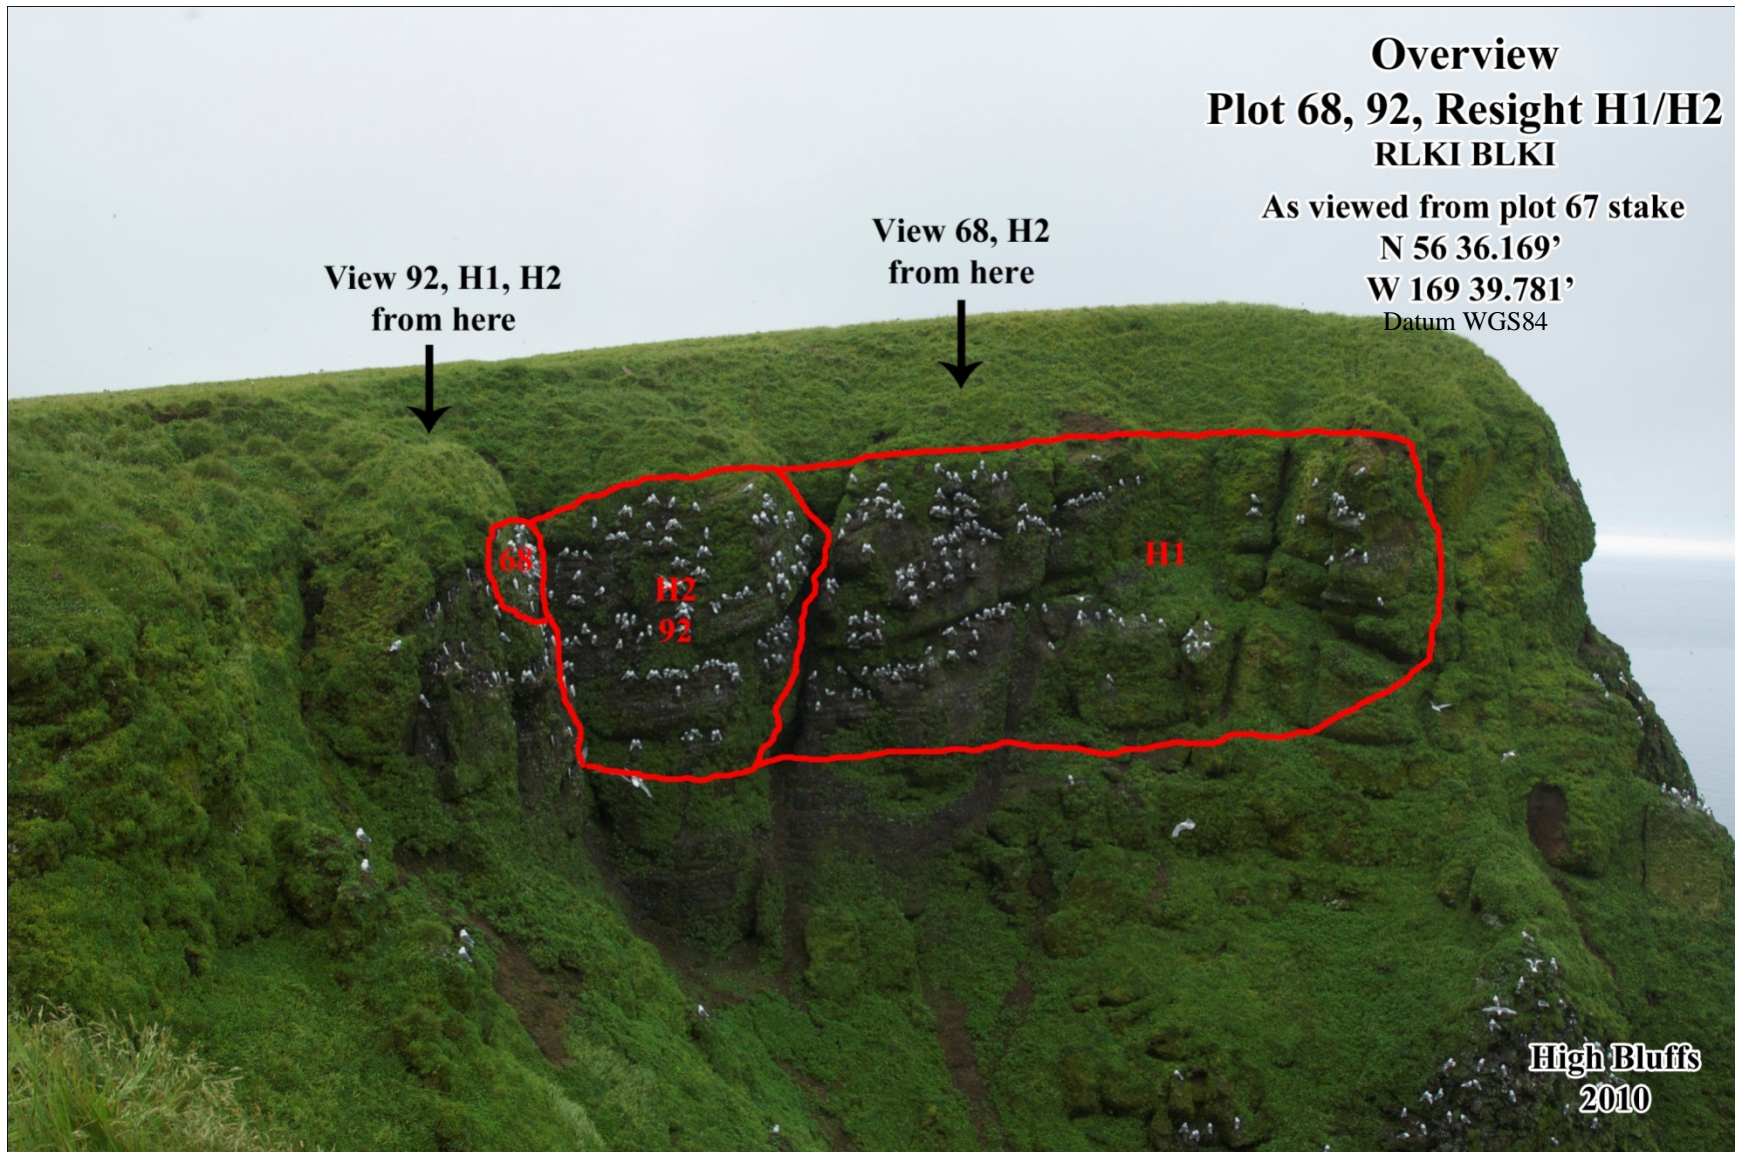 Overview
Plot 68, 92, Resight H1/H2
RLKI BLKI
As viewed from plot 67 stake
N 56 36.169’
W 169 39.781’
Datum WGS84
View 68, H2
from here
View 92, H1, H2
from here
68
H2
92
H1
High Bluffs
2010